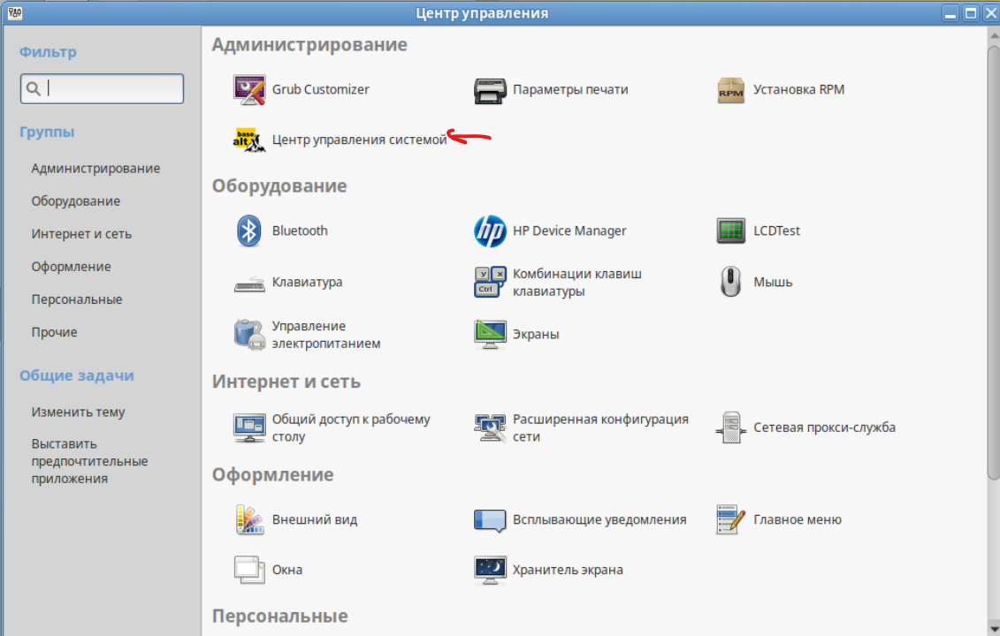 Центр управления
Фильтр
Группы
Администрирование
Оборудование
Интернет и сеть
Оформление
Персональные
Прочие
Общие задачи
Изменить тему
Выставить
предпочтительные
приложения
Администрирование
Grub Customizer
Параметры печати
RPM
Установка RPM
base
alt
Центр управления системой
Оборудование
Bluetooth
hp
HP Device Manager
LCDTest
Клавиатура
Y X
Ctrl
Комбинации клавиш
клавиатуры
Мышь
Управление
электропитанием
Экраны
Интернет и сеть
Общий доступ к рабочему
столу
Расширенная конфигурация
сети
Сетевая прокси-служба
Оформление
Внешний вид
Всплывающие уведомления
Главное меню
Окна
Хранитель экрана
Персональные